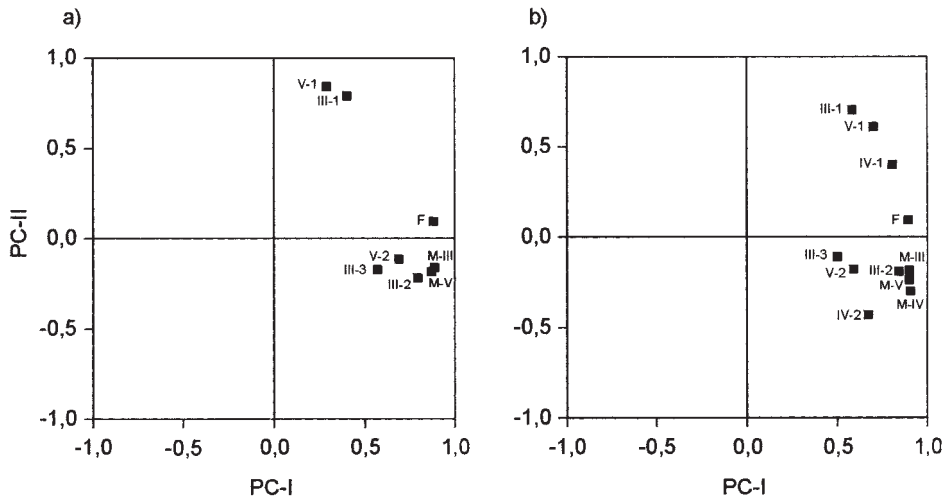 a)
1,0
0,5
0,0
-0,5
-1,0
-1,0
-0,5
0,0
0,5
1,0
PC-II
PC-I
V-1
III-1
F
V-2
M-III
III-3
III-2
M-V
b)
1,0
0,5
0,0
-0,5
-1,0
-1,0
-0,5
0,0
0,5
1,0
PC-I
III-1
V-1
IV-1
F
III-3
M-III
V-2
III-2
M-V
M-IV
IV-2